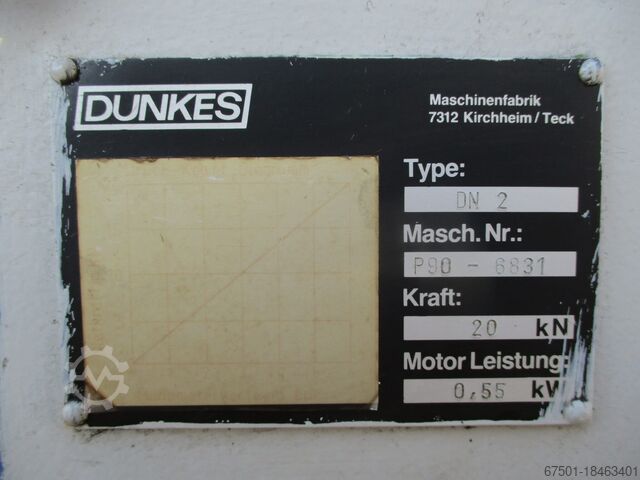 DUNKES
Maschinenfabrik
7312 Kirchheim/Teck
Type:
DN 2
Masch. Nr.:
P90 - 6831
Kraft:
20 kN
Motor Leistung:
0,55 kW
67501-18463401